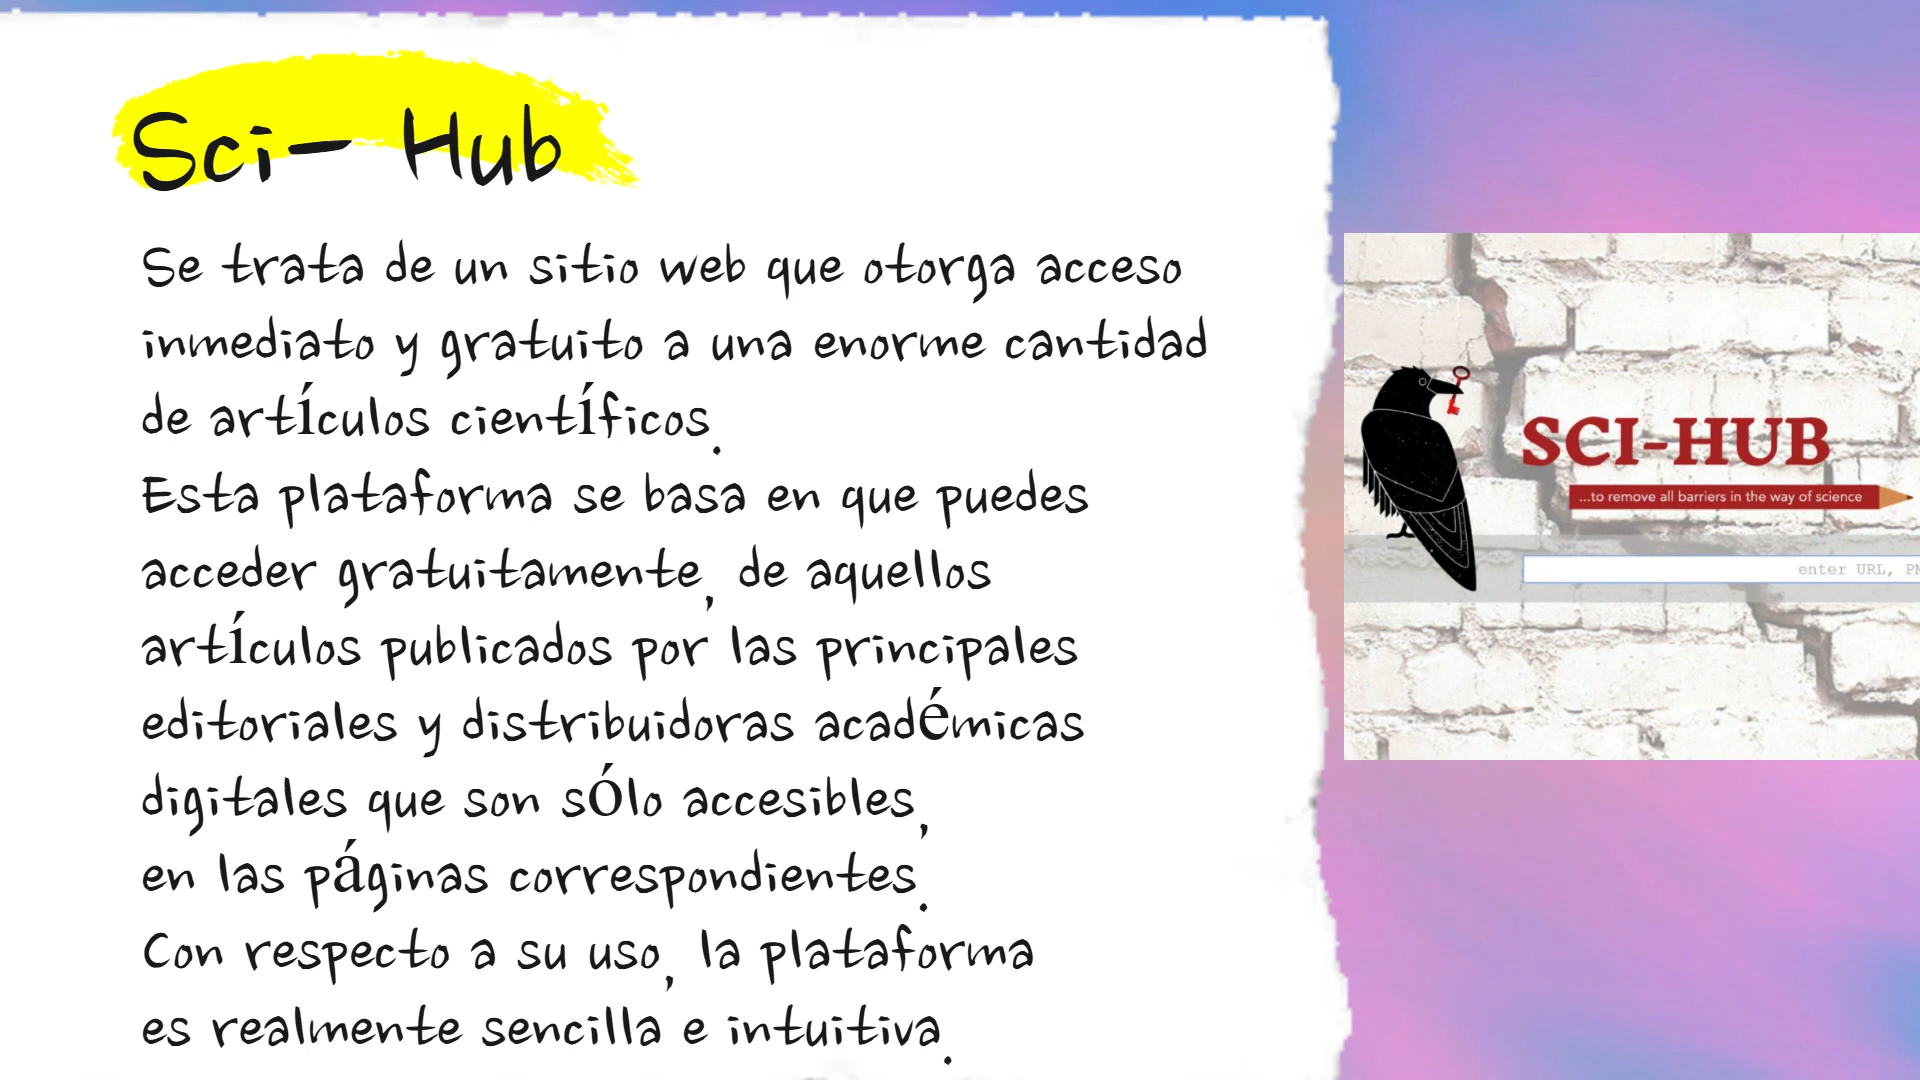 Sci- Hub
Se trata de un sitio web que otorga acceso
inmediato y gratuito a una enorme cantidad
de artículos científicos.
Esta plataforma se basa en que puedes
acceder gratuitamente, de aquellos
artículos publicados por las principales
editoriales y distribuidoras académicas
digitales que son sólo accesibles,
en las páginas correspondientes.
Con respecto a su uso, la plataforma
es realmente sencilla e intuitiva.
SCI-HUB
...to remove all barriers in the way of science
enter URL,